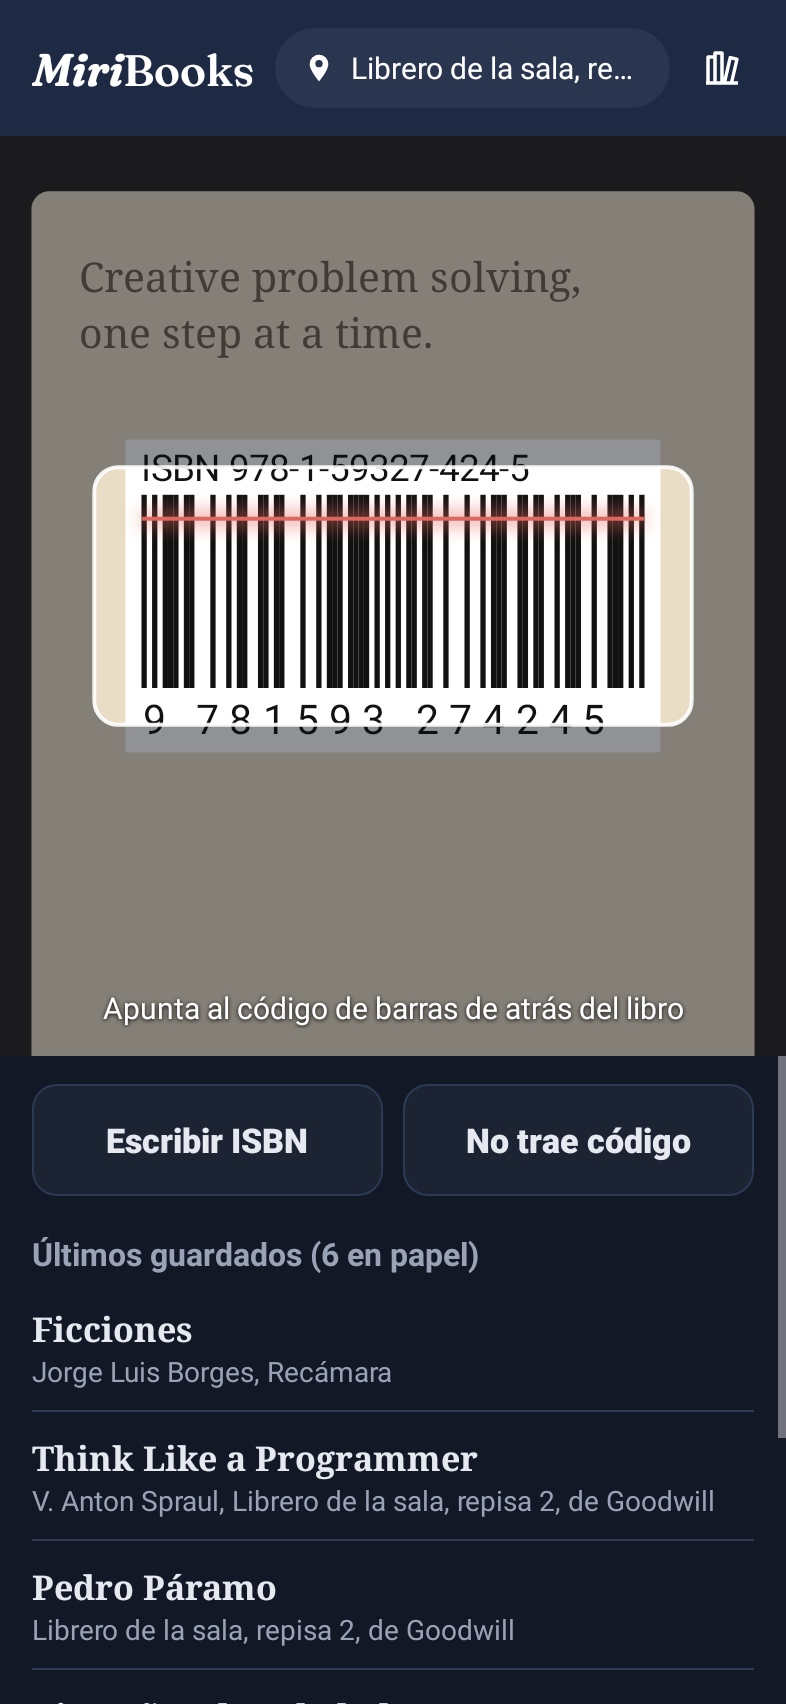 MiriBooks
Librero de la sala, re...
Creative problem solving,
one step at a time.
ISBN 978-1-59327-424-5
9 781593 274245
Apunta al código de barras de atrás del libro
Escribir ISBN
No trae código
Últimos guardados (6 en papel)
Ficciones
Jorge Luis Borges, Recámara
Think Like a Programmer
V. Anton Spraul, Librero de la sala, repisa 2, de Goodwill
Pedro Páramo
Librero de la sala, repisa 2, de Goodwill